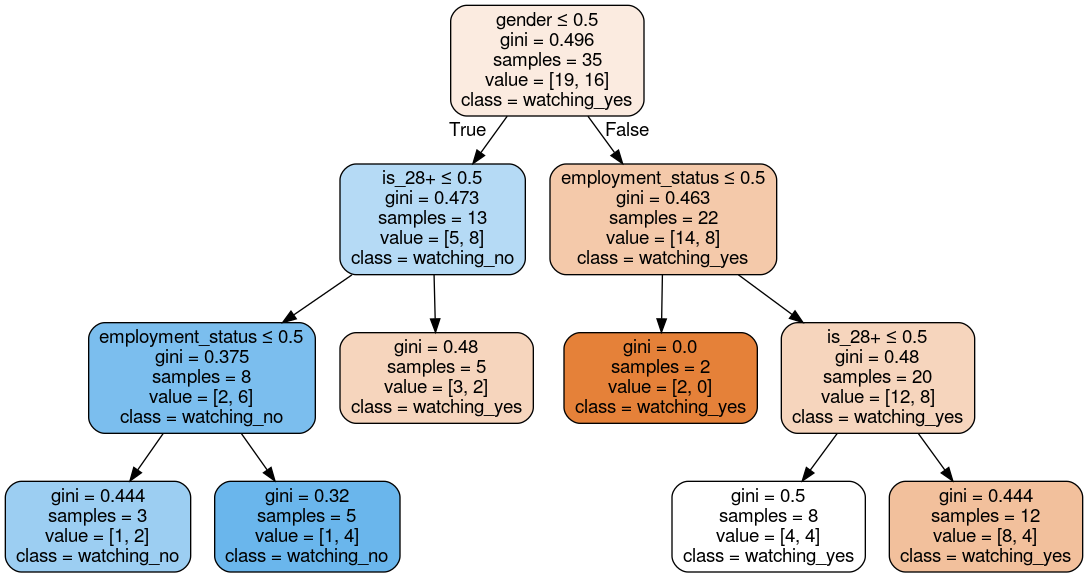 gender ≤ 0.5
gini = 0.496
samples = 35
value = [19, 16]
class = watching_yes
True
False
is_28+ ≤ 0.5
gini = 0.473
samples = 13
value = [5, 8]
class = watching_no
employment_status ≤ 0.5
gini = 0.463
samples = 22
value = [14, 8]
class = watching_yes
employment_status ≤ 0.5
gini = 0.375
samples = 8
value = [2, 6]
class = watching_no
gini = 0.48
samples = 5
value = [3, 2]
class = watching_yes
gini = 0.0
samples = 2
value = [2, 0]
class = watching_yes
is_28+ ≤ 0.5
gini = 0.48
samples = 20
value = [12, 8]
class = watching_yes
gini = 0.444
samples = 3
value = [1, 2]
class = watching_no
gini = 0.32
samples = 5
value = [1, 4]
class = watching_no
gini = 0.5
samples = 8
value = [4, 4]
class = watching_yes
gini = 0.444
samples = 12
value = [8, 4]
class = watching_yes